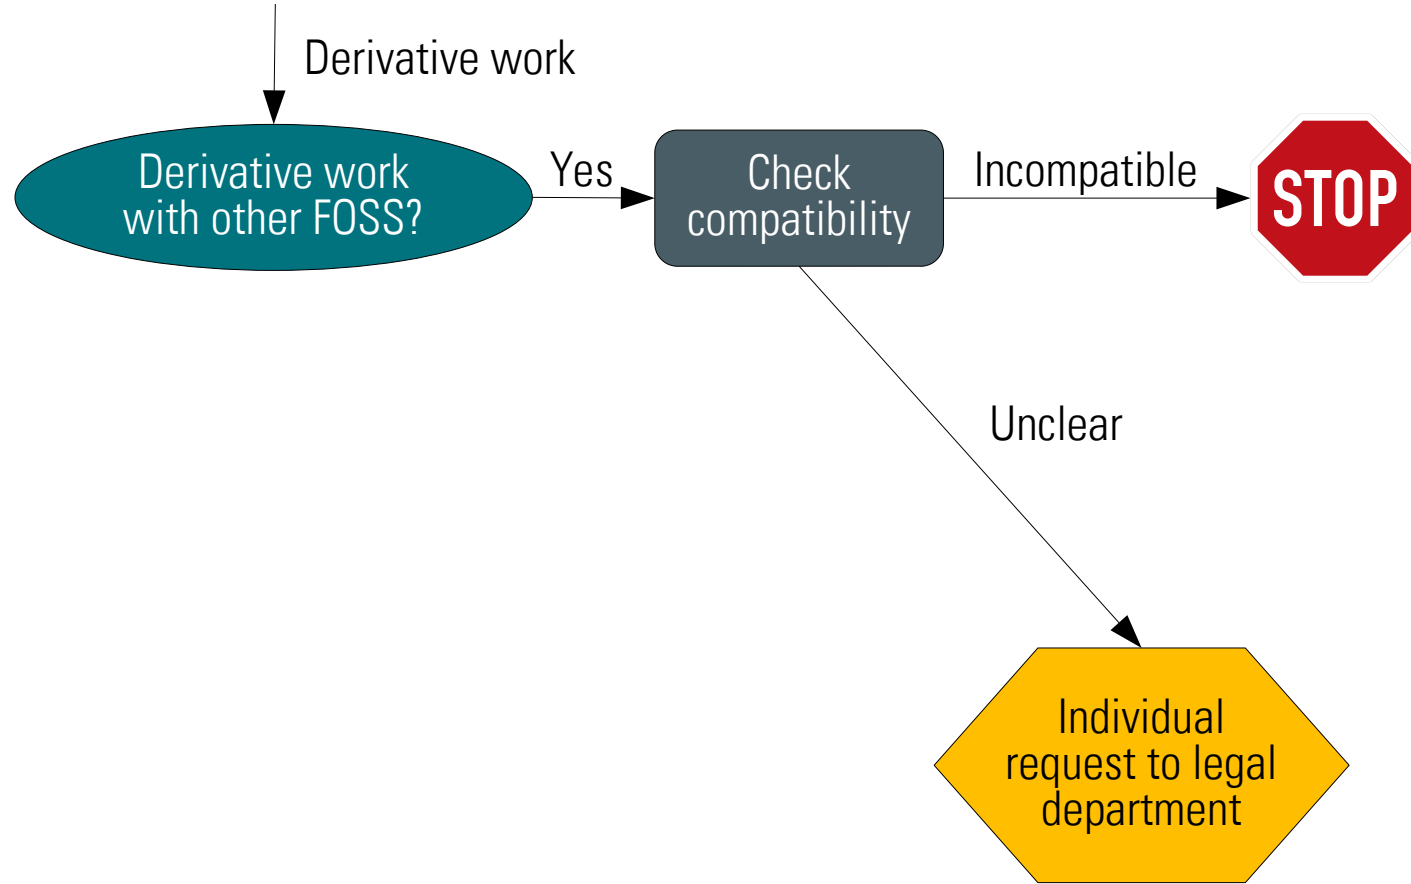 Derivative work
Derivative work
with other FOSS?
Yes
Check
compatibility
Incompatible
STOP
Unclear
Individual
request to legal
department